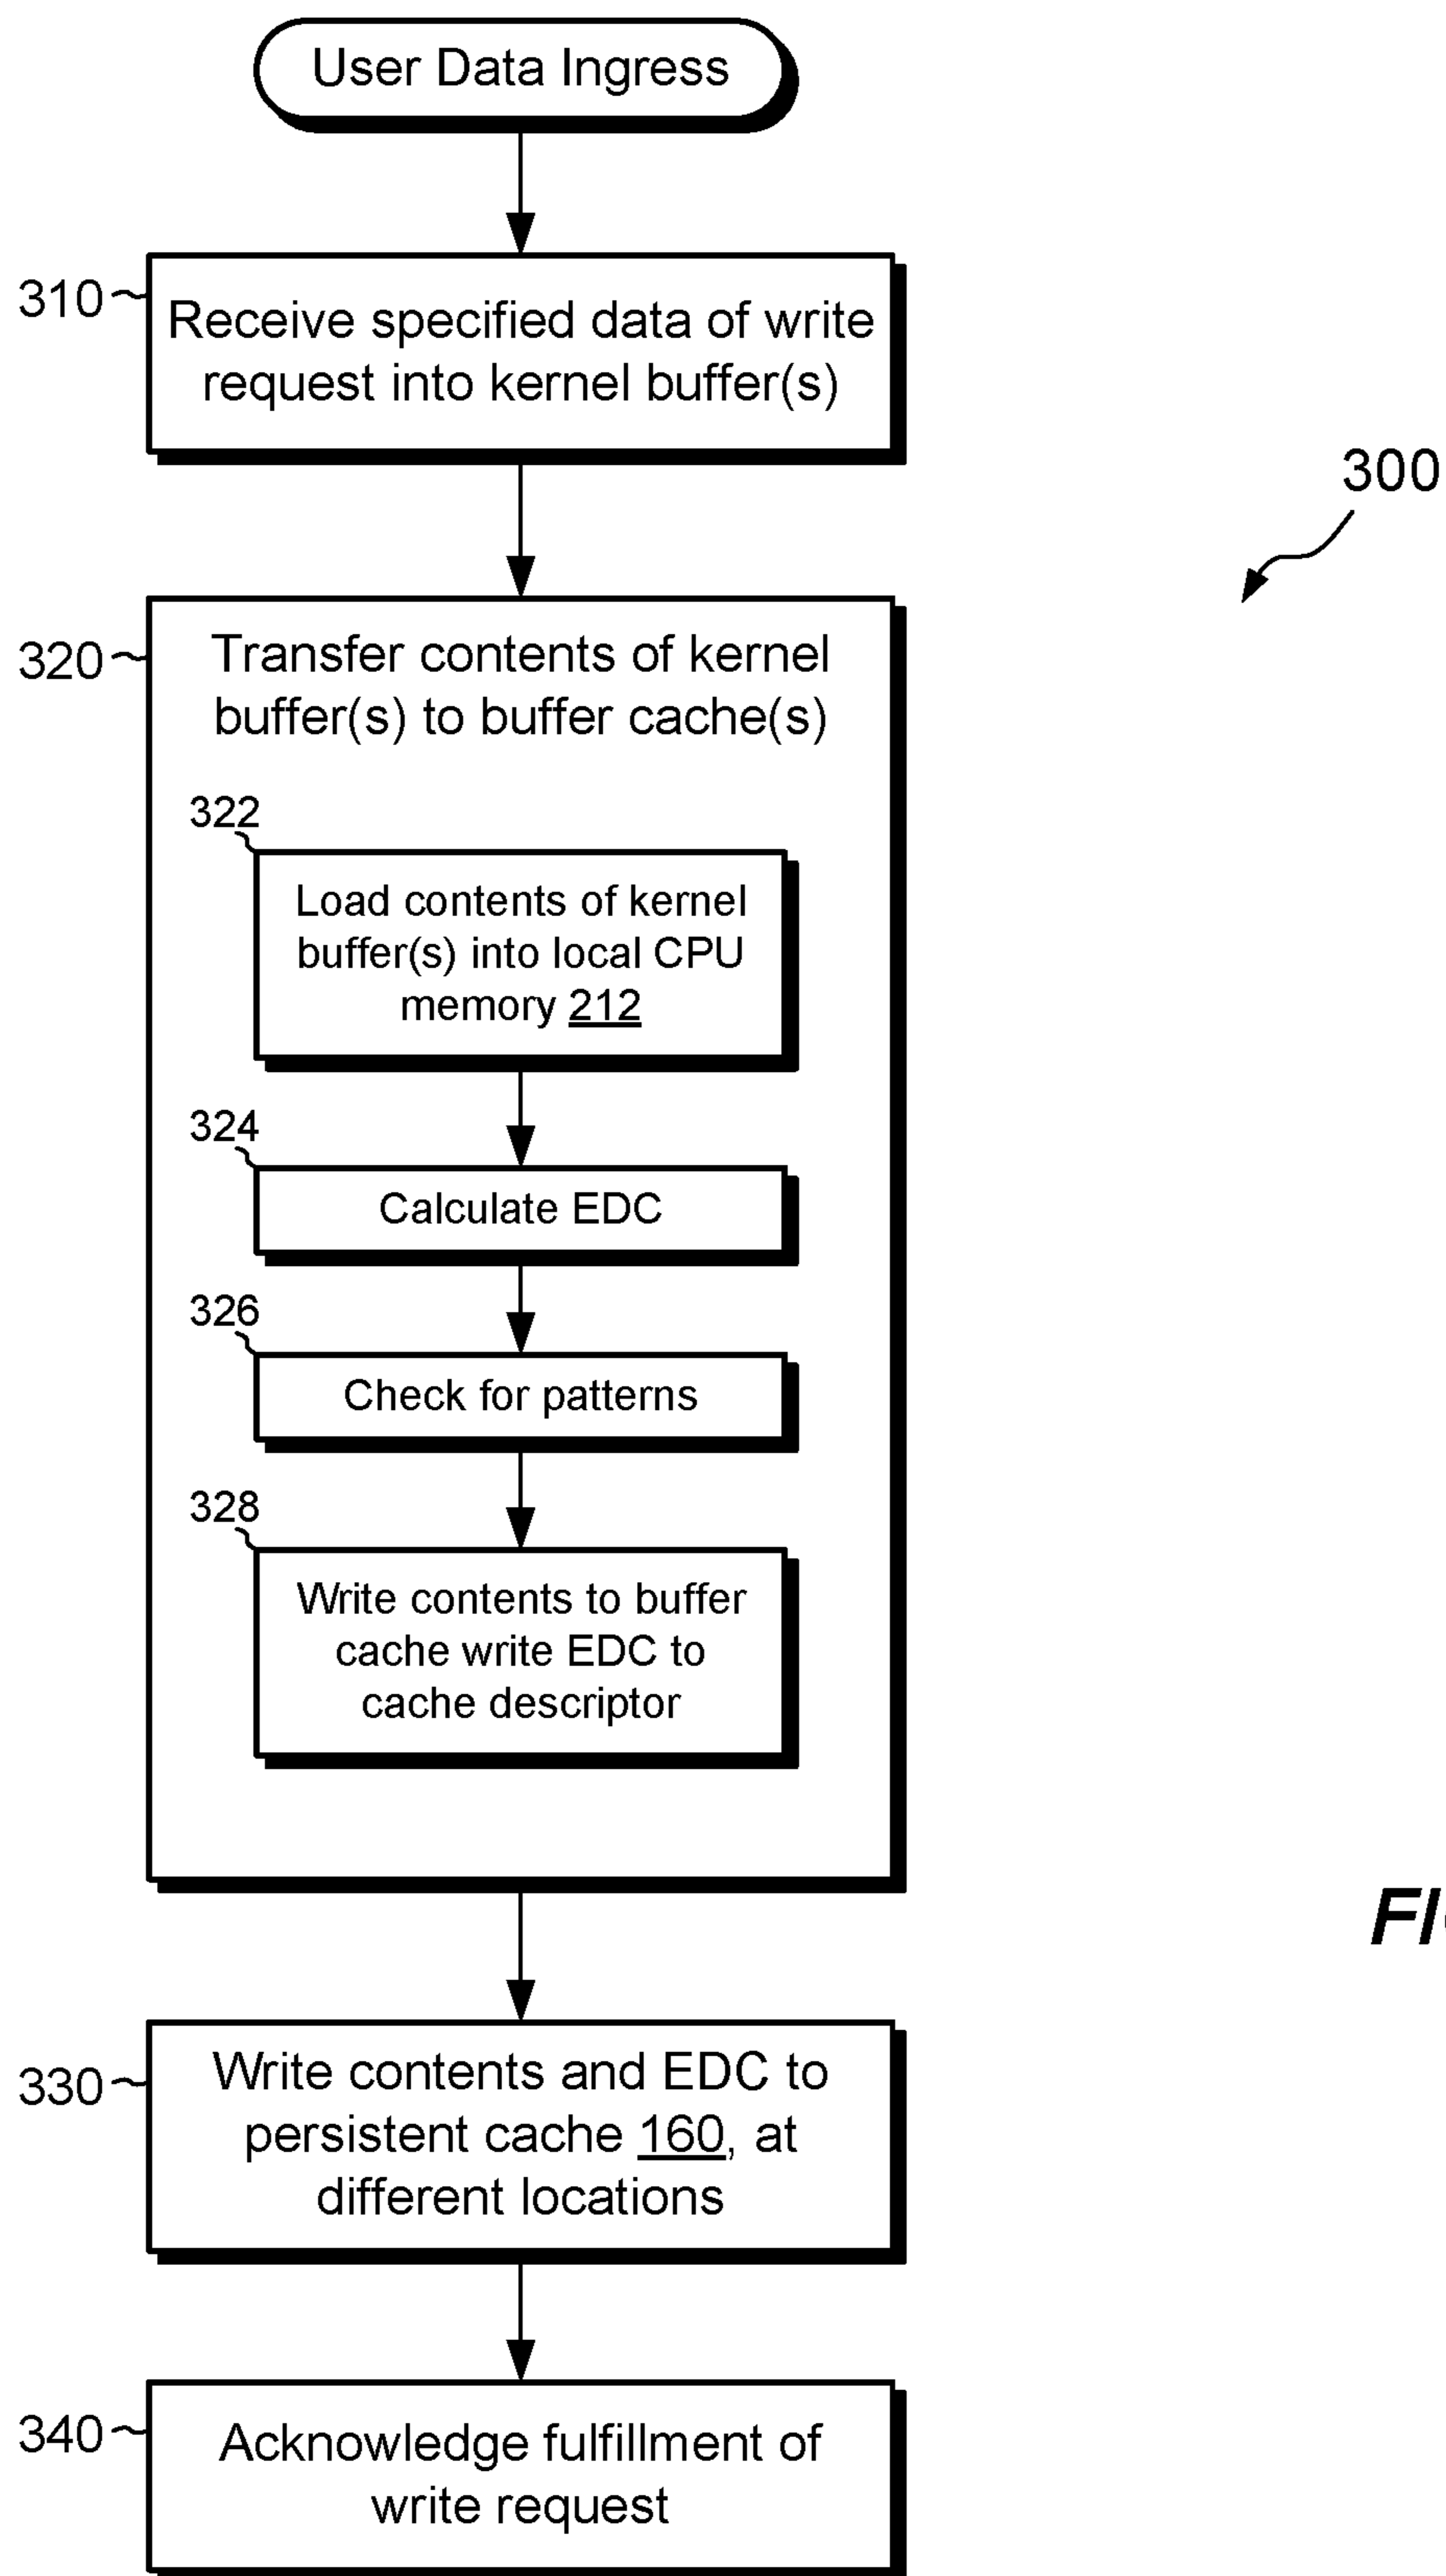 User Data Ingress
310
Receive specified data of write
request into kernel buffer(s)
300
320
Transfer contents of kernel
buffer(s) to buffer cache(s)
322
Load contents of kernel
buffer(s) into local CPU
memory 212
324
Calculate EDC
326
Check for patterns
328
Write contents to buffer
cache write EDC to
cache descriptor
330
Write contents and EDC to
persistent cache 160, at
different locations
340
Acknowledge fulfillment of
write request